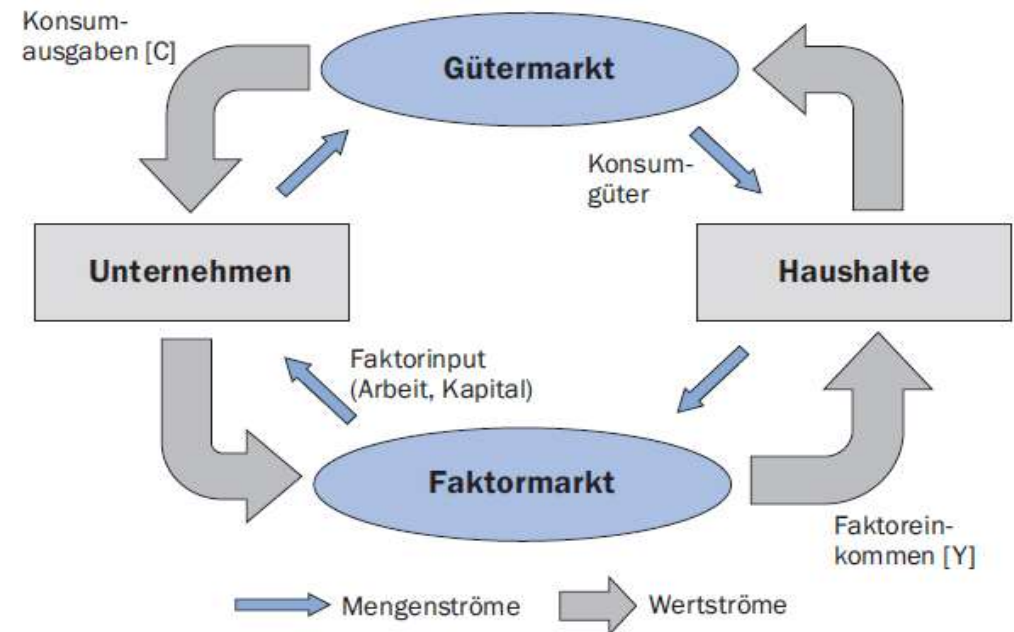 Konsum-
ausgaben [C]
Gütermarkt
Konsum-
güter
Unternehmen
Haushalte
Faktorinput
(Arbeit, Kapital)
Faktormarkt
Faktorein-
kommen [Y]
Mengenströme
Wertströme